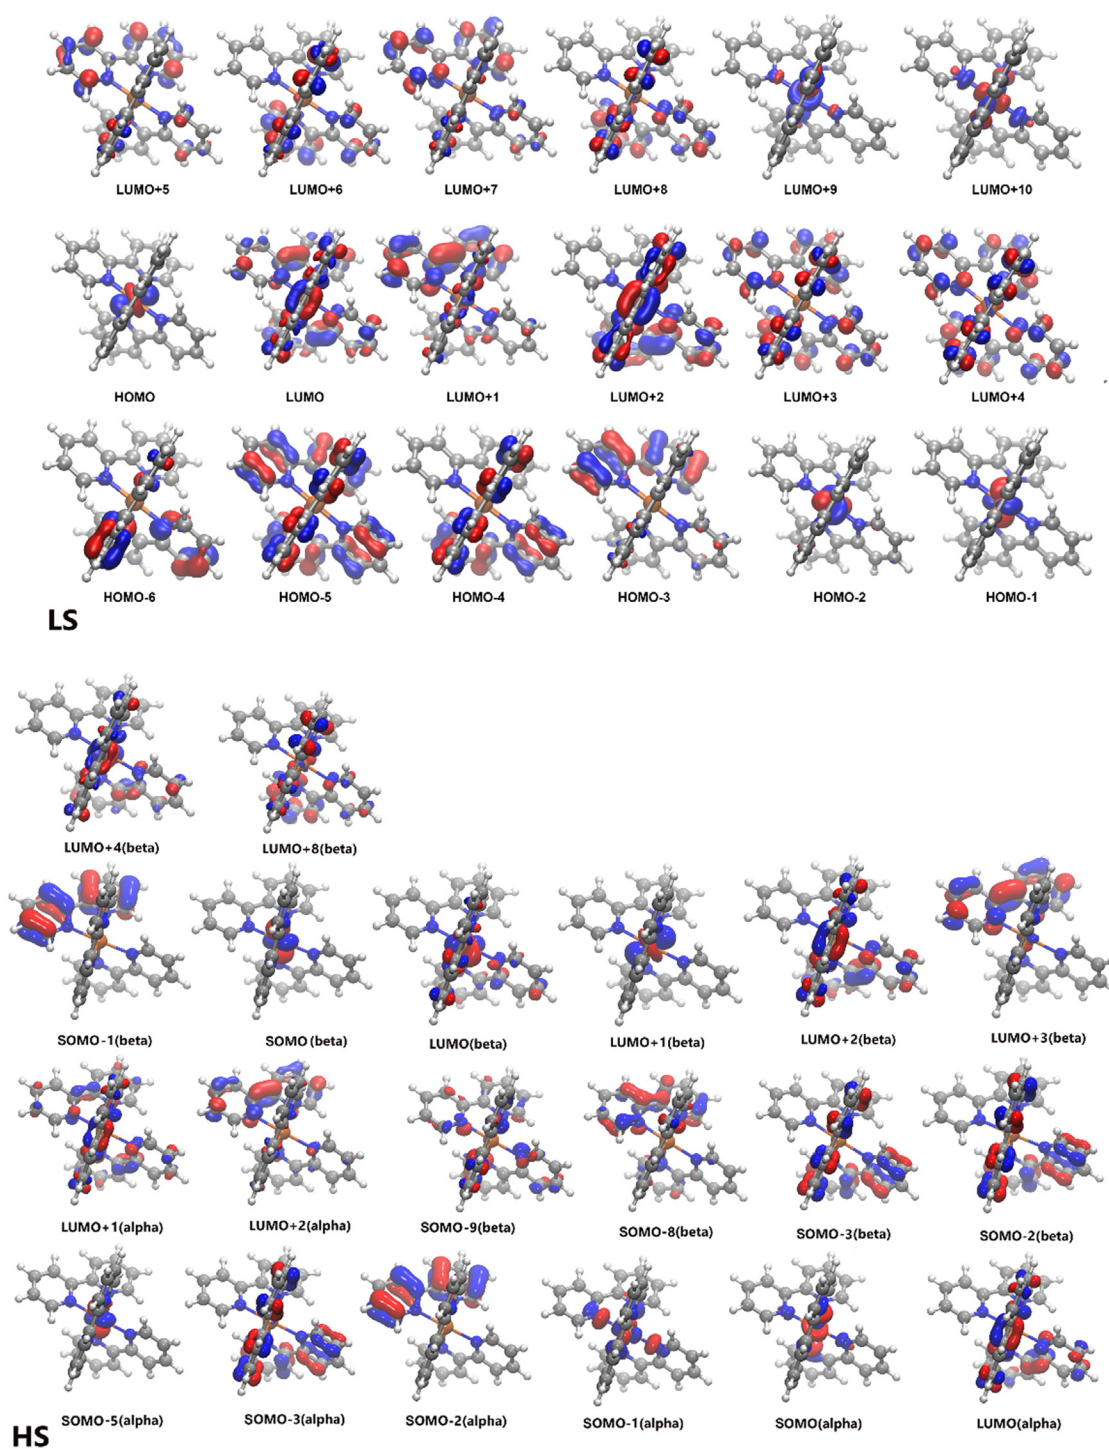 LUMO+5 LUMO+6 LUMO+7 LUMO+8 LUMO+9 LUMO+10
HOMO LUMO LUMO+1 LUMO+2 LUMO+3 LUMO+4
HOMO-6 HOMO-5 HOMO-4 HOMO-3 HOMO-2 HOMO-1
LS
LUMO+4(beta) LUMO+8(beta)
SOMO-1(beta) SOMO(beta) LUMO(beta) LUMO+1(beta) LUMO+2(beta) LUMO+3(beta)
LUMO+1(alpha) LUMO+2(alpha) SOMO-9(beta) SOMO-8(beta) SOMO-3(beta) SOMO-2(beta)
SOMO-5(alpha) SOMO-3(alpha) SOMO-2(alpha) SOMO-1(alpha) SOMO(alpha) LUMO(alpha)
HS